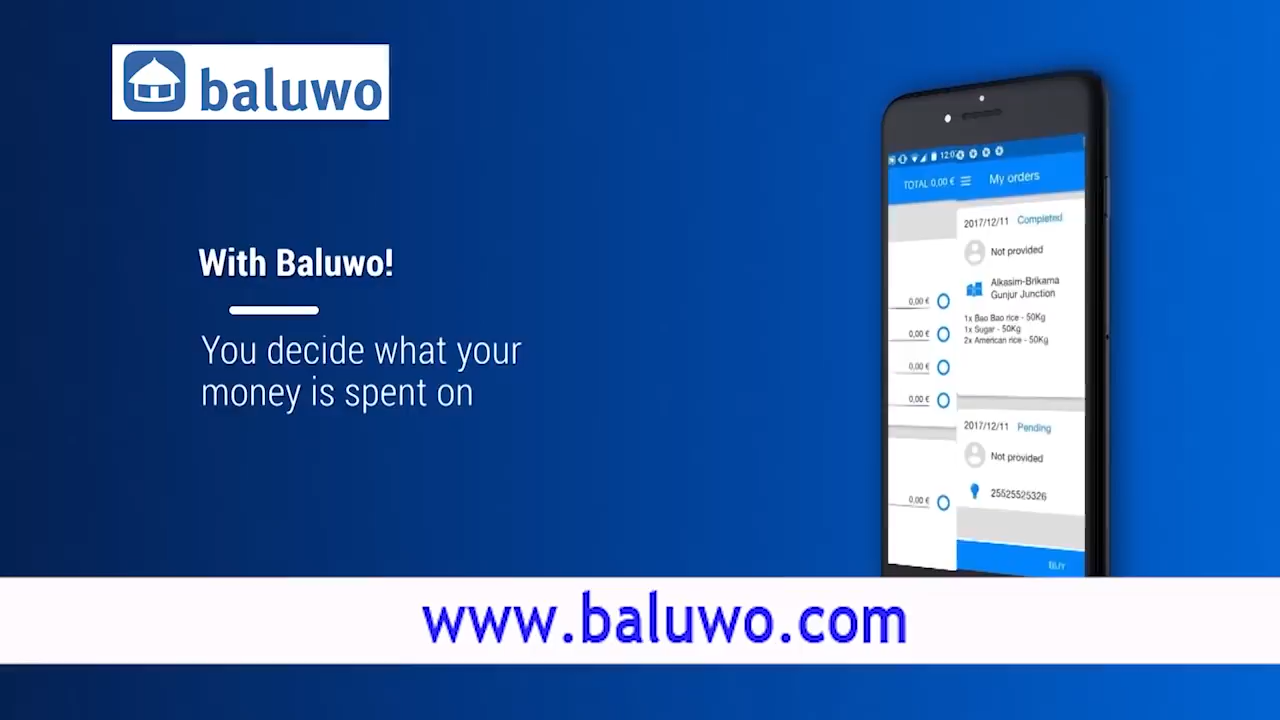 baluwo
With Baluwo!
You decide what your
money is spent on
12:07
TOTAL 0,00 €
My orders
2017/12/11 Completed
Not provided
Alkasim-Brikama
Gunjur Junction
1x Bao Bao rice - 50Kg
1x Sugar - 50Kg
2x American rice - 50Kg
0,00 €
0,00 €
0,00 €
0,00 €
2017/12/11 Pending
Not provided
25525525326
0,00 €
BUY
www.baluwo.com